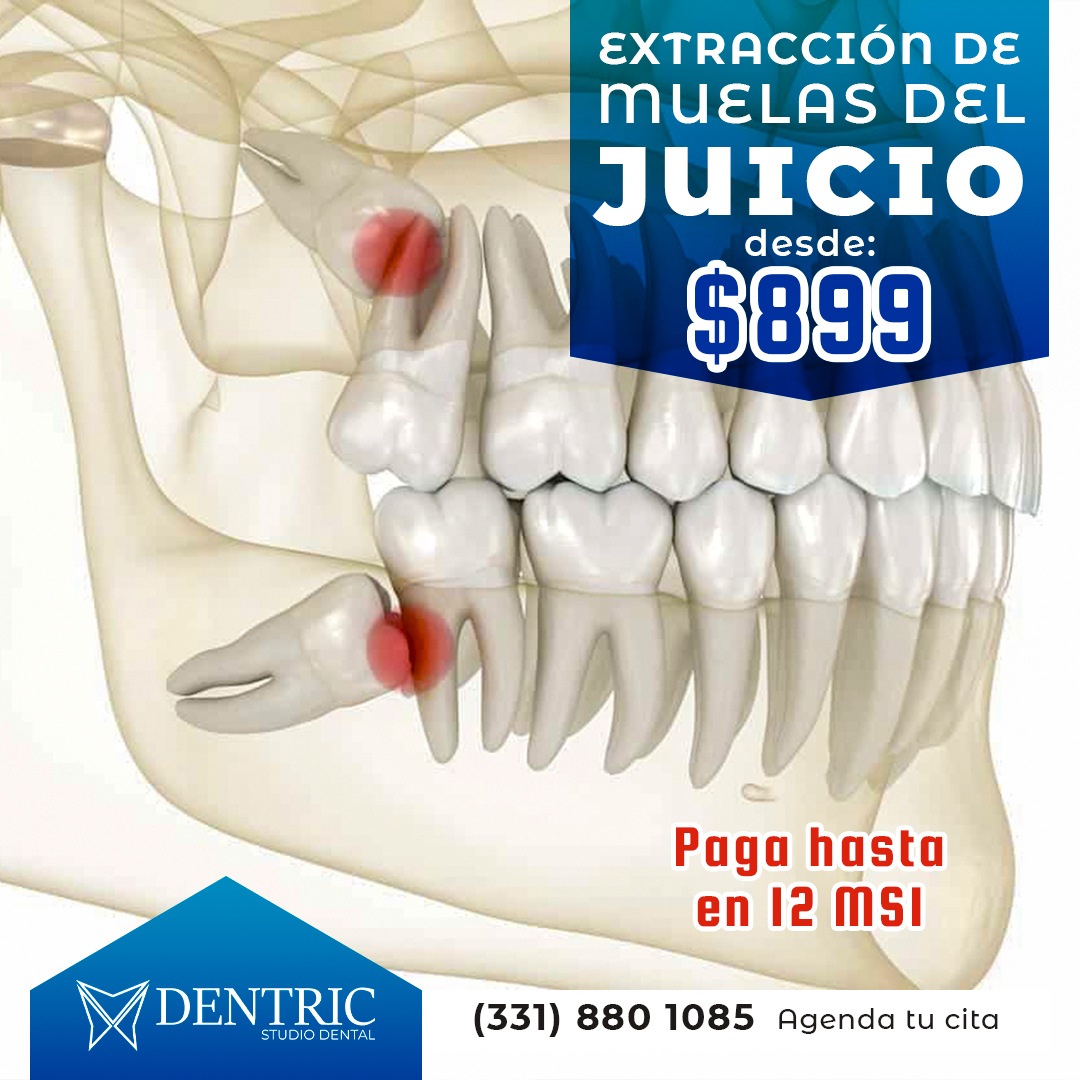 EXTRACCIÓN DE
MUELAS DEL
JUICIO
desde:
$899
Paga hasta
en 12 MSI
DENTRIC
STUDIO DENTAL
(331) 880 1085 Agenda tu cita